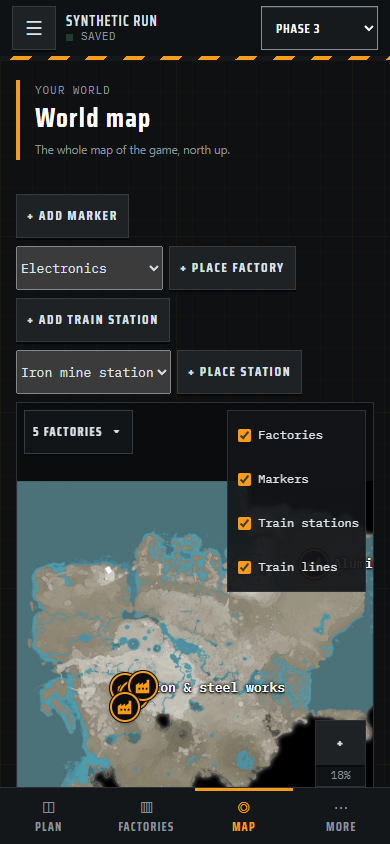 SYNTHETIC RUN
SAVED
PHASE 3
YOUR WORLD
World map
The whole map of the game, north up.
+ ADD MARKER
Electronics
+ PLACE FACTORY
+ ADD TRAIN STATION
Iron mine station
+ PLACE STATION
5 FACTORIES
Factories
Markers
Train stations
Train lines
on & steel works
+
18%
PLAN
FACTORIES
MAP
MORE